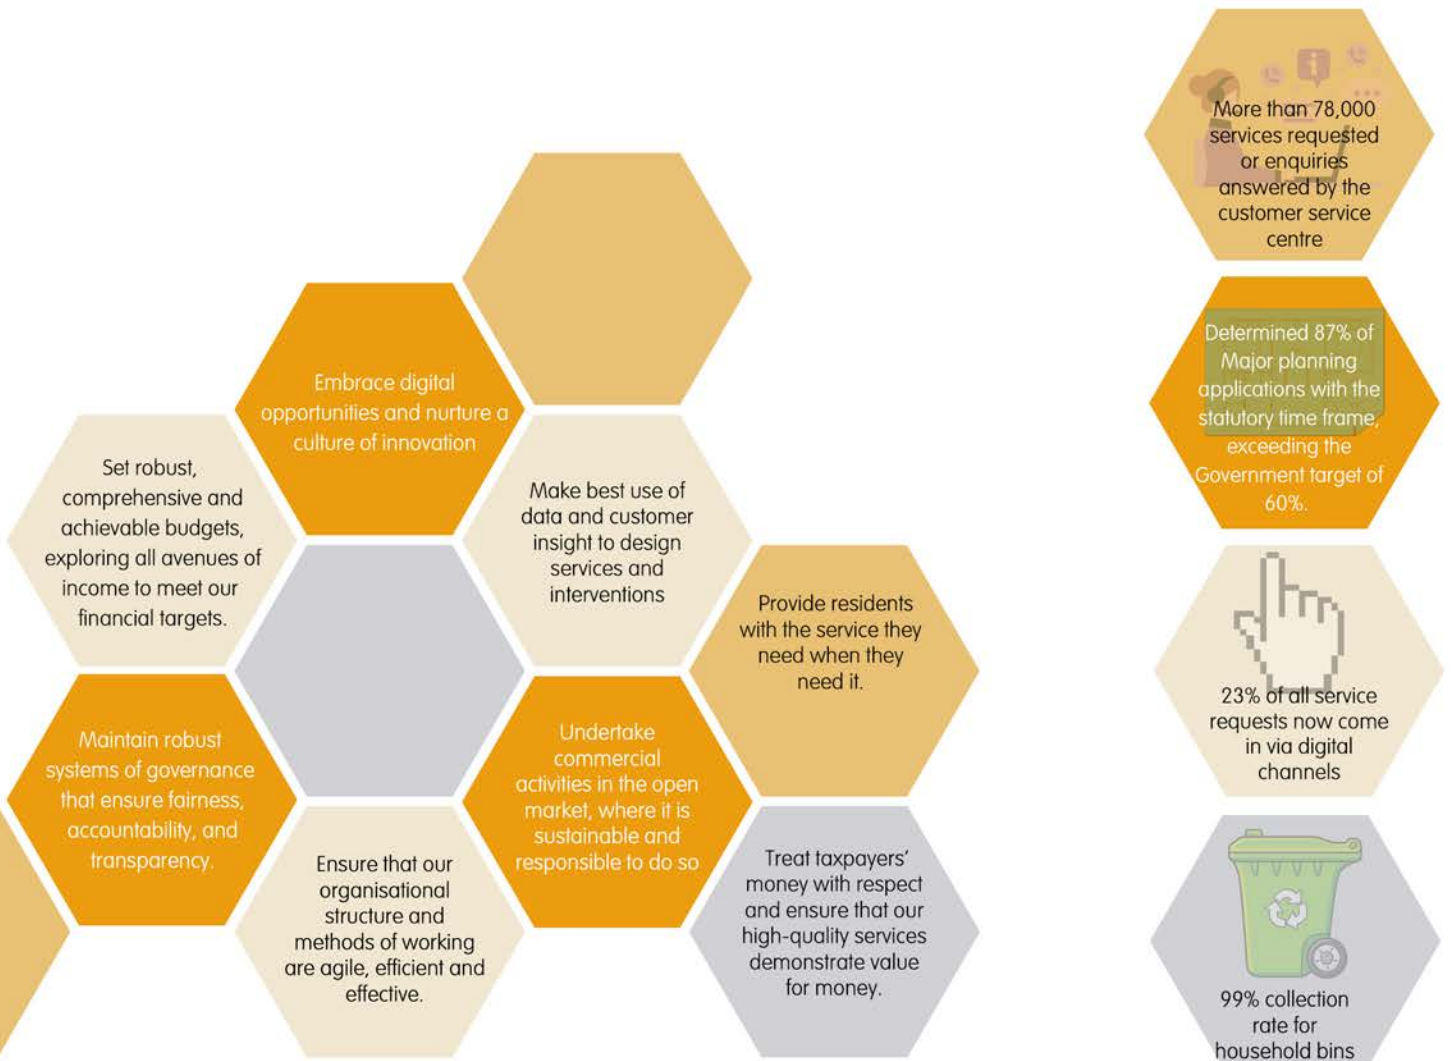 More than 78,000
services requested
or enquiries
answered by the
customer service
centre
Embrace digital
opportunities and nurture a
culture of innovation
Determined 87% of
Major planning
applications with the
statutory time frame,
exceeding the
Government target of
60%.
Set robust,
comprehensive and
achievable budgets,
exploring all avenues of
income to meet our
financial targets.
Make best use of
data and customer
insight to design
services and
interventions
Provide residents
with the service they
need when they
need it.
23% of all service
requests now come
in via digital
channels
Maintain robust
systems of governance
that ensure fairness,
accountability, and
transparency.
Undertake
commercial
activities in the open
market, where it is
sustainable and
responsible to do so
Ensure that our
organisational
structure and
methods of working
are agile, efficient and
effective.
Treat taxpayers'
money with respect
and ensure that our
high-quality services
demonstrate value
for money.
99% collection
rate for
household bins